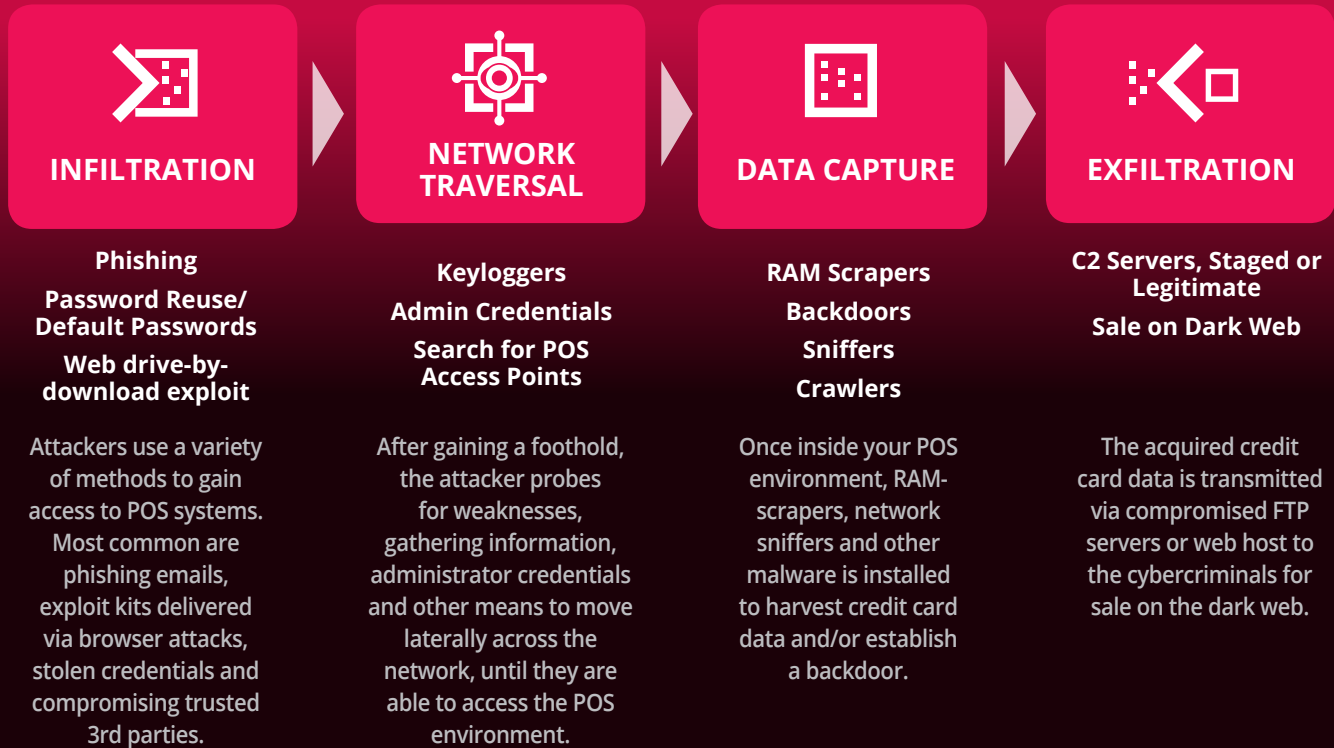 INFILTRATION
Phishing
Password Reuse/
Default Passwords
Web drive-by-
download exploit
Attackers use a variety
of methods to gain
access to POS systems.
Most common are
phishing emails,
exploit kits delivered
via browser attacks,
stolen credentials and
compromising trusted
3rd parties.
NETWORK
TRAVERSAL
Keyloggers
Admin Credentials
Search for POS
Access Points
After gaining a foothold,
the attacker probes
for weaknesses,
gathering information,
administrator credentials
and other means to move
laterally across the
network, until they are
able to access the POS
environment.
DATA CAPTURE
RAM Scrapers
Backdoors
Sniffers
Crawlers
Once inside your POS
environment, RAM-
scrapers, network
sniffers and other
malware is installed
to harvest credit card
data and/or establish
a backdoor.
EXFILTRATION
C2 Servers, Staged or
Legitimate
Sale on Dark Web
The acquired credit
card data is transmitted
via compromised FTP
servers or web host to
the cybercriminals for
sale on the dark web.